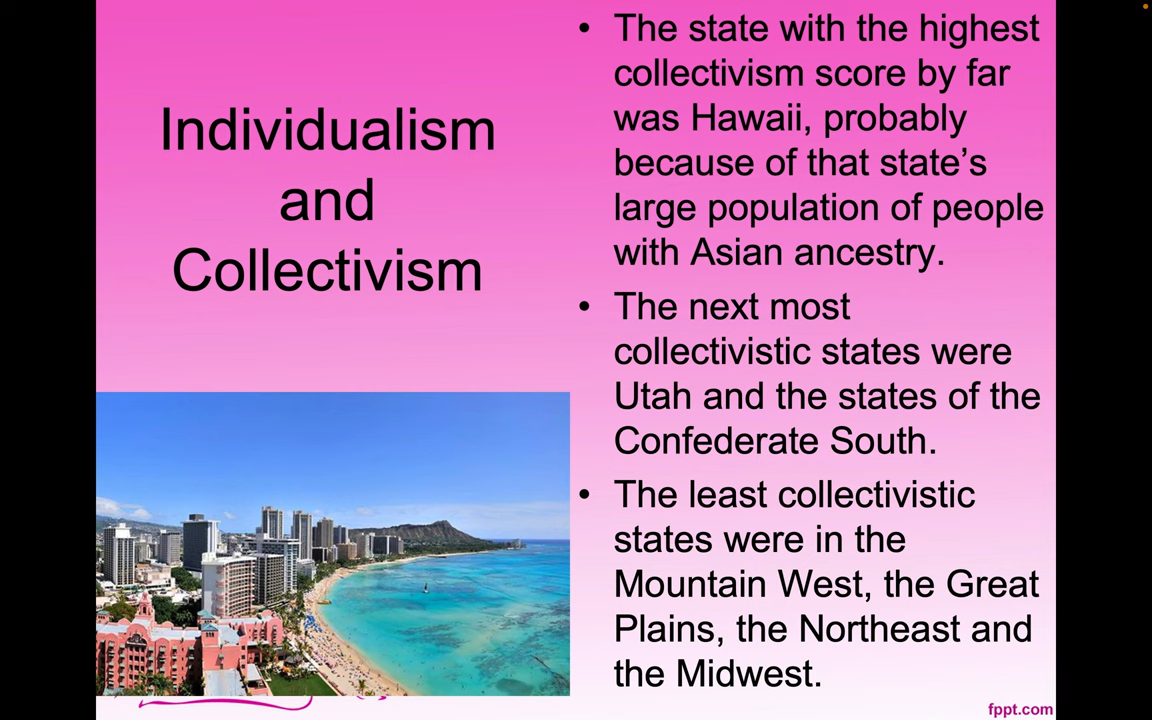 Individualism
and
Collectivism
• The state with the highest
collectivism score by far
was Hawaii, probably
because of that state’s
large population of people
with Asian ancestry.
• The next most
collectivistic states were
Utah and the states of the
Confederate South.
• The least collectivistic
states were in the
Mountain West, the Great
Plains, the Northeast and
the Midwest.
fppt.com